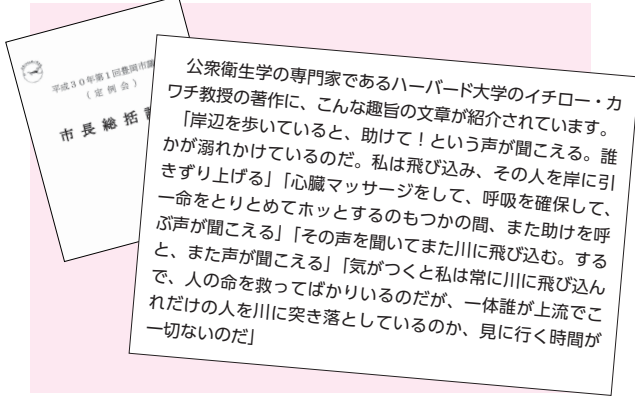 平成30年第1回豊岡市議
(定例会)
市長総括説
公衆衛生学の専門家であるハーバード大学のイチロー・カ
ワチ教授の著作に、こんな趣旨の文章が紹介されています。
「岸辺を歩いていると、助けて!という声が聞こえる。誰
かが溺れかけているのだ。私は飛び込み、その人を岸に引
きずり上げる」「心臓マッサージをして、呼吸を確保して、
一命をとりとめてホッとするのもつかの間、また助けを呼
ぶ声が聞こえる」「その声を聞いてまた川に飛び込む。する
と、また声が聞こえる」「気がつくと私は常に川に飛び込ん
で、人の命を救ってばかりいるのだが、一体誰が上流でこ
れだけの人を川に突き落としているのか、見に行く時間が
一切ないのだ」